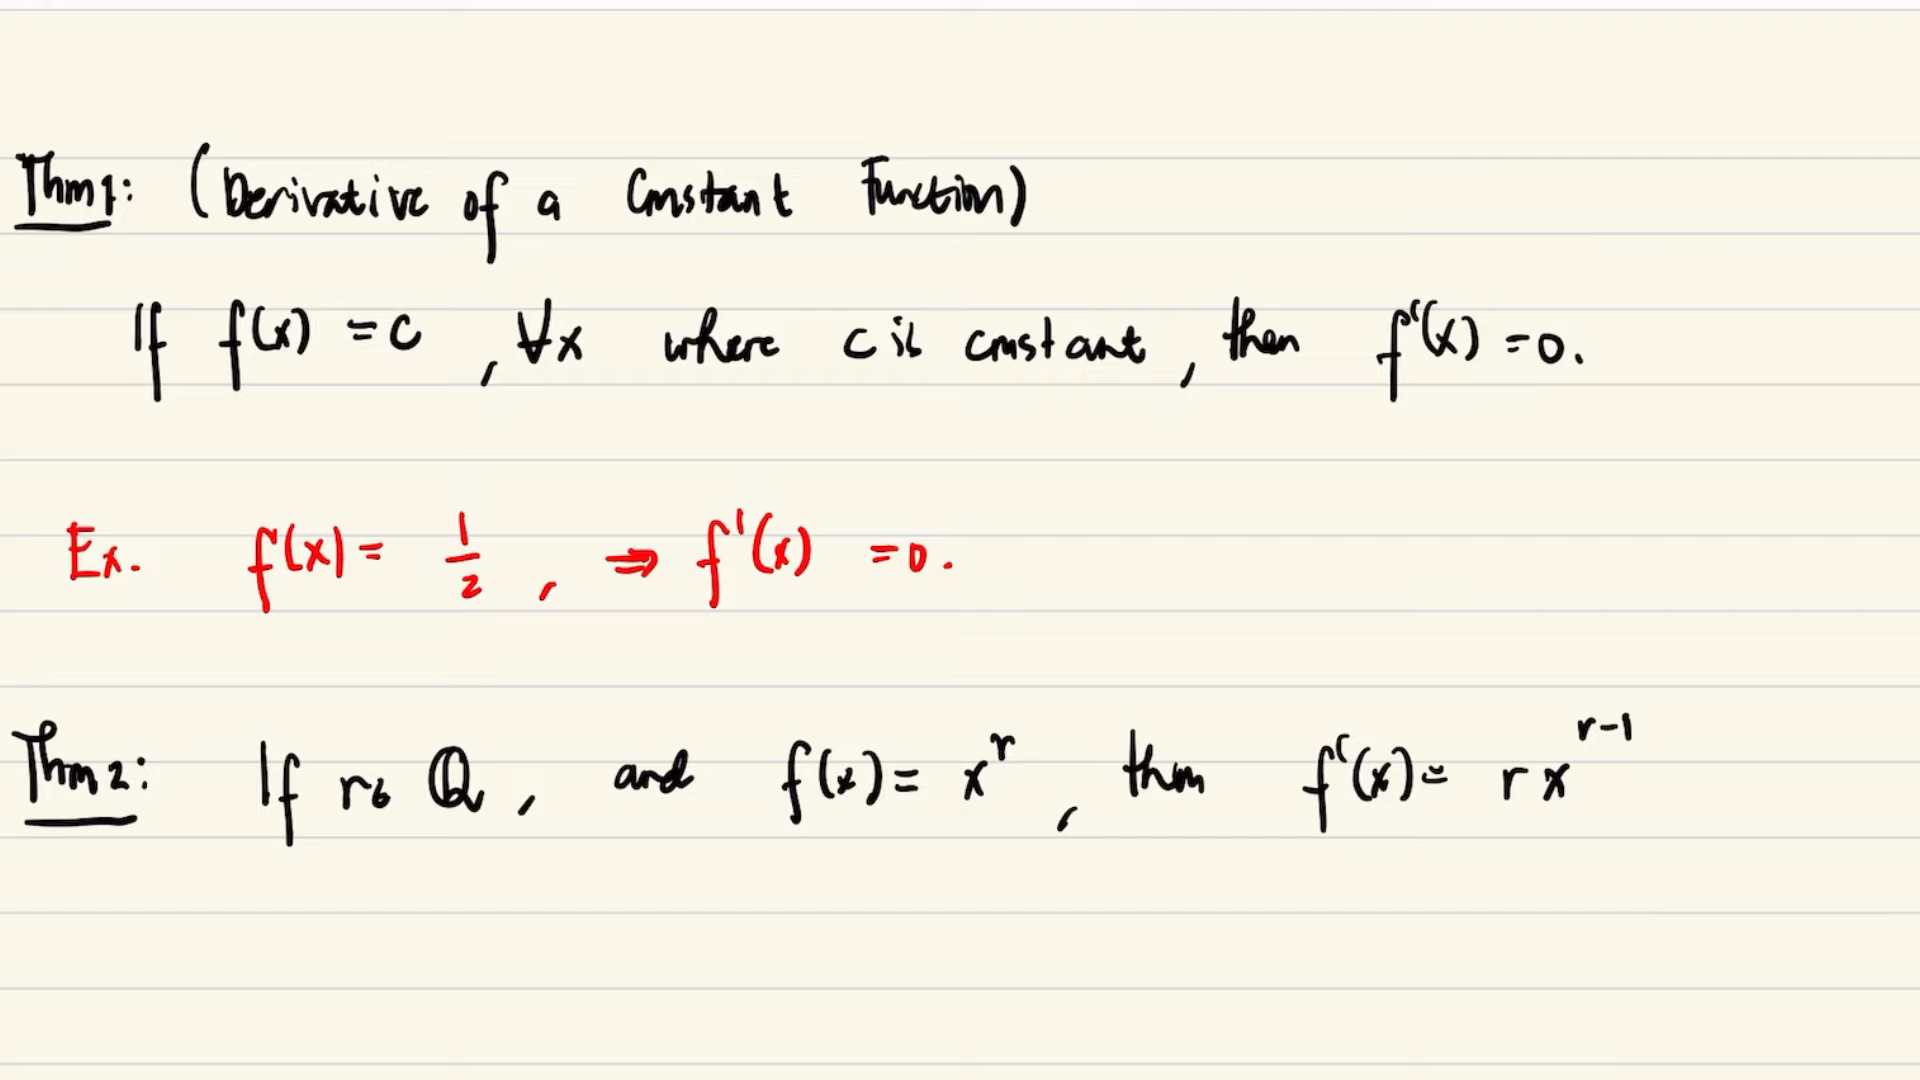 Thm1: (Derivative of a Constant Function)
If f(x) = c, ∀x where c is constant, then f'(x) = 0.
Ex. f(x) = 1/2, ⇒ f'(x) = 0.
Thm2: If r ∈ ℚ, and f(x) = x^r, then f'(x) = r x^{r-1}